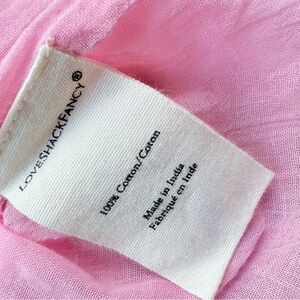 LOVESHACKFANCY®
100% Cotton/Coton
Made in India
Fabriqué en Inde